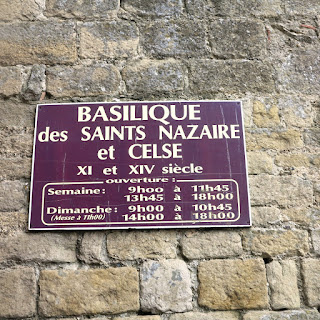 BASILIQUE
des SAINTS NAZAIRE
et CELSE
XI et XIV siècle
ouverture :
Semaine : 9h00 à 11h45
13h45 à 18h00
Dimanche : 9h00 à 10h45
(Messe à 11h00) 14h00 à 18h00